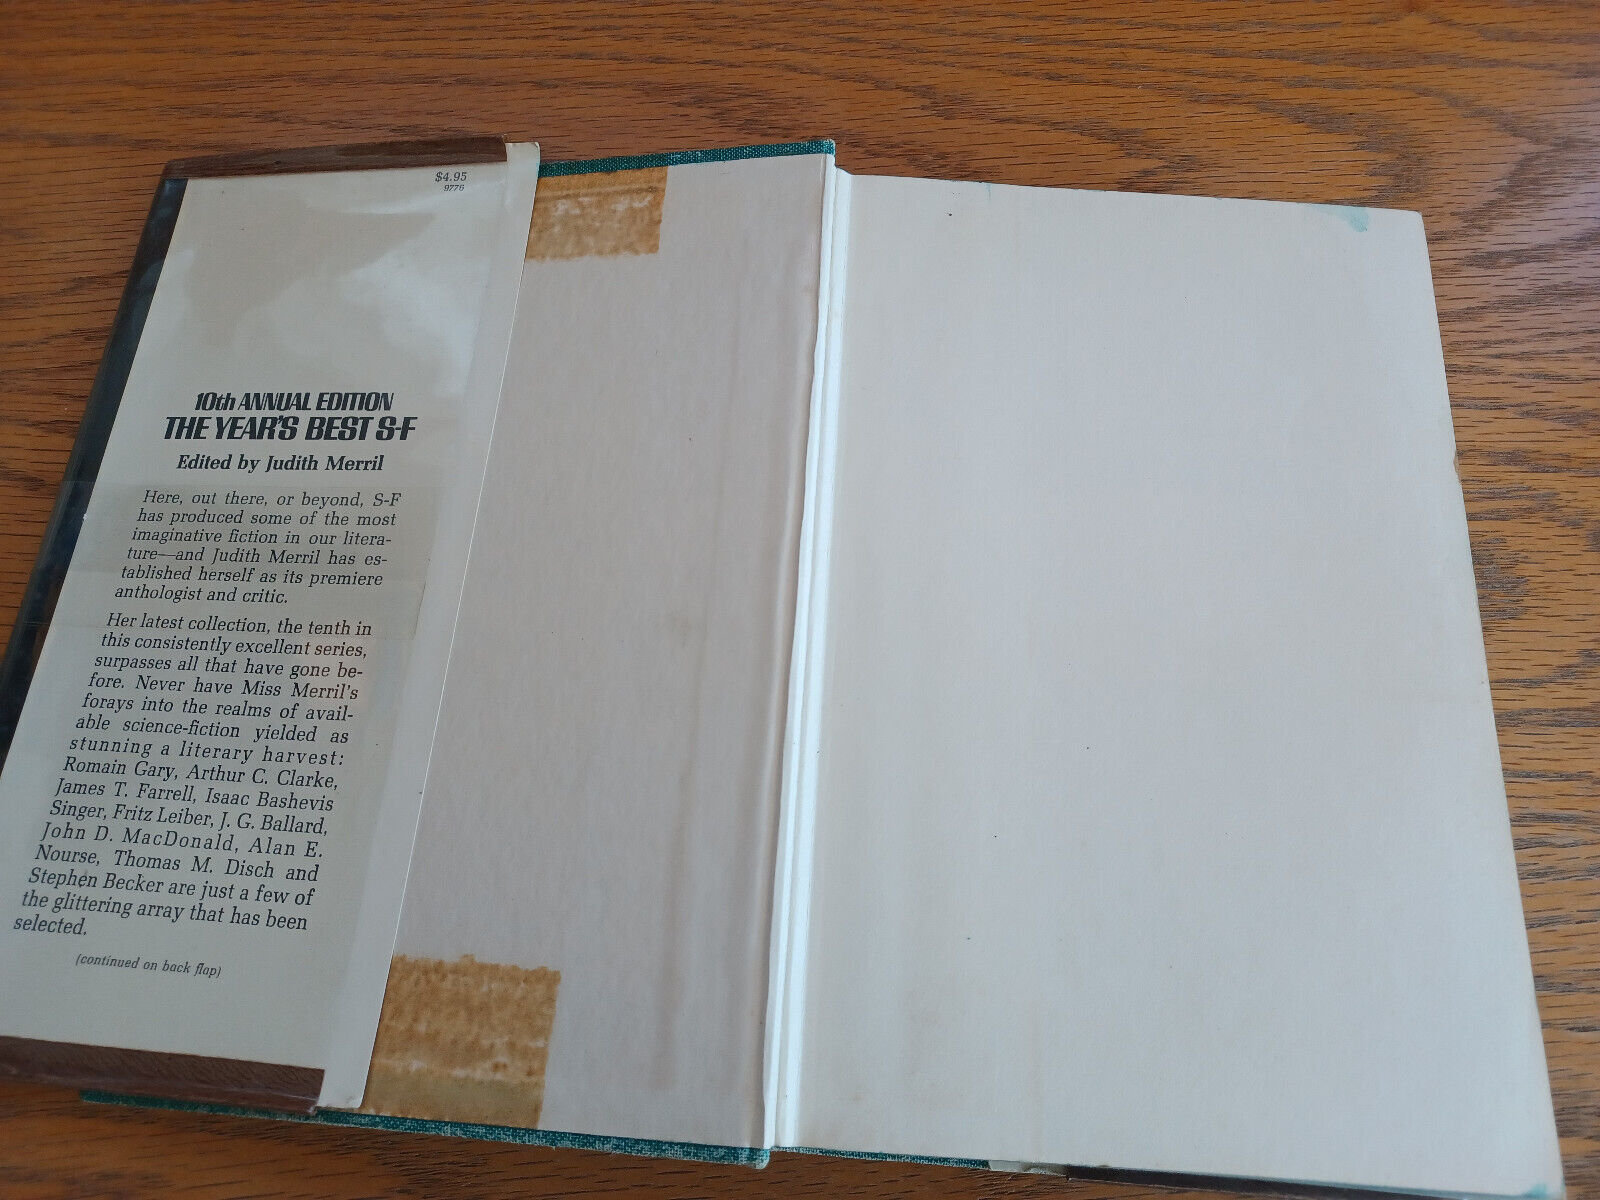 $4.95
9776
10th ANNUAL EDITION
THE YEAR'S BEST S-F
Edited by Judith Merril
Here, out there, or beyond, S-F
has produced some of the most
imaginative fiction in our litera-
ture—and Judith Merril has es-
tablished herself as its premiere
anthologist and critic.
Her latest collection, the tenth in
this consistently excellent series,
surpasses all that have gone be-
fore. Never have Miss Merril's
forays into the realms of avail-
able science-fiction yielded as
stunning a literary harvest:
Romain Gary, Arthur C. Clarke,
James T. Farrell, Isaac Bashevis
Singer, Fritz Leiber, J. G. Ballard,
John D. MacDonald, Alan E.
Nourse, Thomas M. Disch and
Stephen Becker are just a few of
the glittering array that has been
selected.
(continued on back flap)